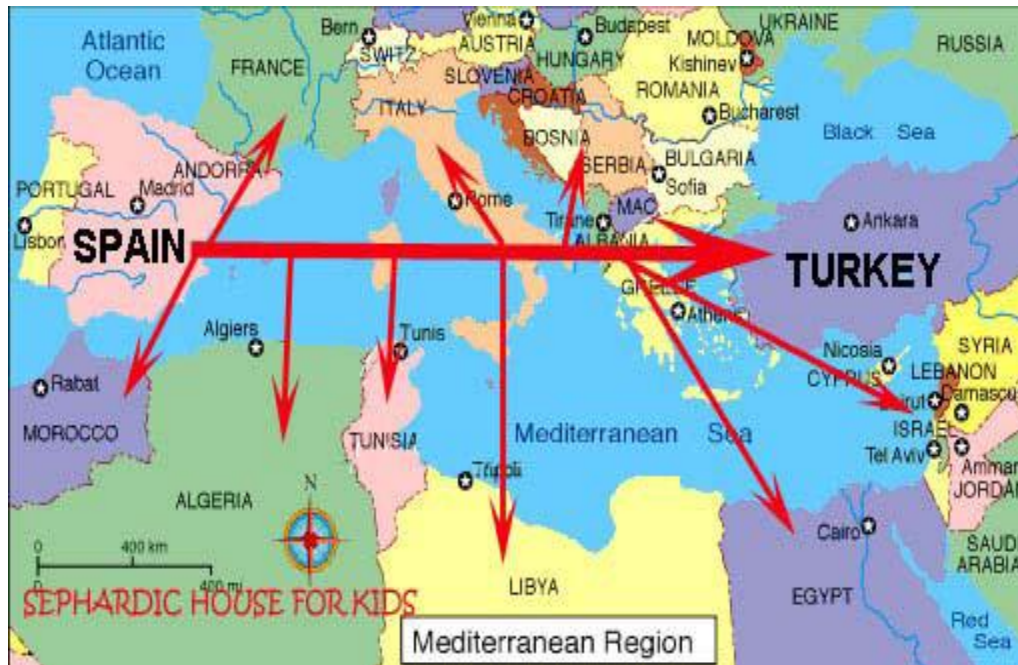 Atlantic
Ocean
Bern
Vienna
Budapest
UKRAINE
MOLDOVA
RUSSIA
FRANCE
SWITZ
AUSTRIA
HUNGARY
Kishinev
SLOVENIA
ROMANIA
CROATIA
ITALY
Bucharest
BOSNIA
Black Sea
ANDORRA
SERBIA
BULGARIA
PORTUGAL
Madrid
Sofia
Rome
MAC
Tirane
Ankara
Lisbon
SPAIN
ALBANIA
TURKEY
GREECE
Athens
Algiers
Tunis
Nicosia
CYPRUS
SYRIA
LEBANON
Rabat
Beirut
Damascu
MOROCCO
TUNISIA
Mediterranean Sea
ISRAEL
Tel Aviv
Amman
JORDAN
Tripoli
ALGERIA
N
Cairo
SAUDI
ARABIA
0 400 km
0 400 mi
LIBYA
EGYPT
SEPHARDIC HOUSE FOR KIDS
Red
Sea
Mediterranean Region